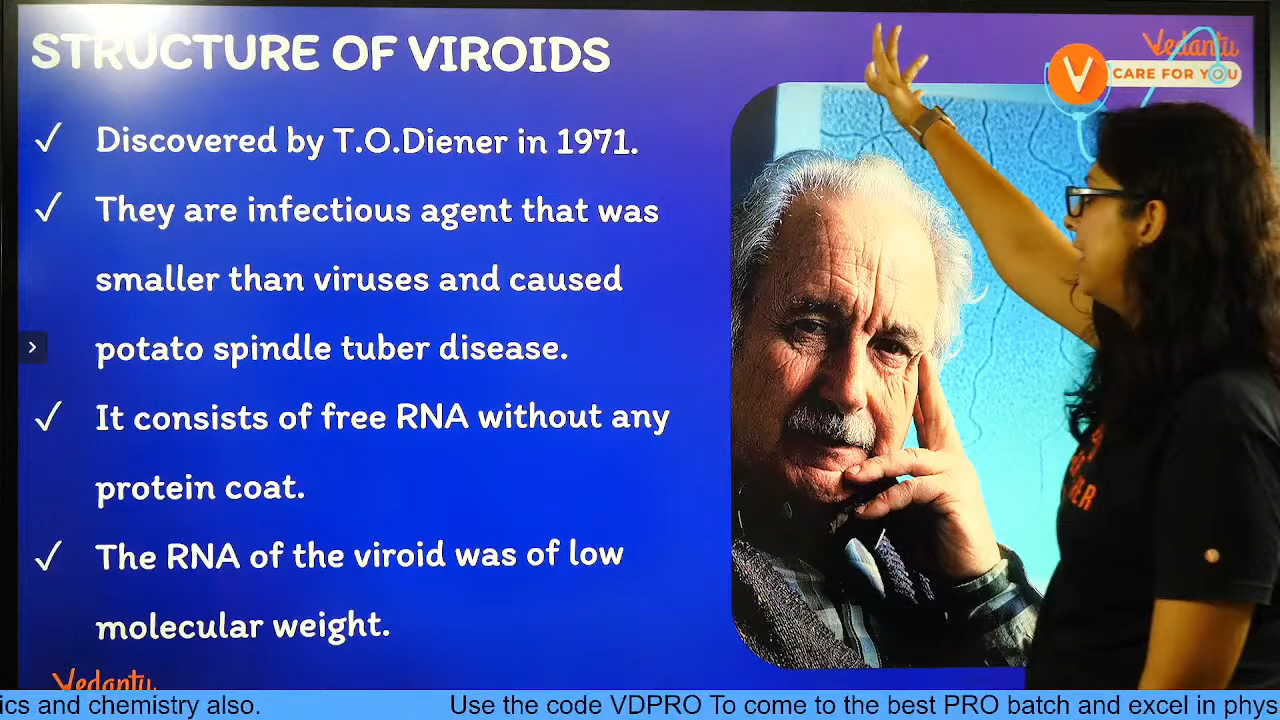 STRUCTURE OF VIROIDS
Vedantu
V
CARE FOR YOU
✓ Discovered by T.O.Diener in 1971.
✓ They are infectious agent that was
smaller than viruses and caused
potato spindle tuber disease.
✓ It consists of free RNA without any
protein coat.
✓ The RNA of the viroid was of low
molecular weight.
Vedantu
ics and chemistry also. Use the code VDPRO To come to the best PRO batch and excel in phys